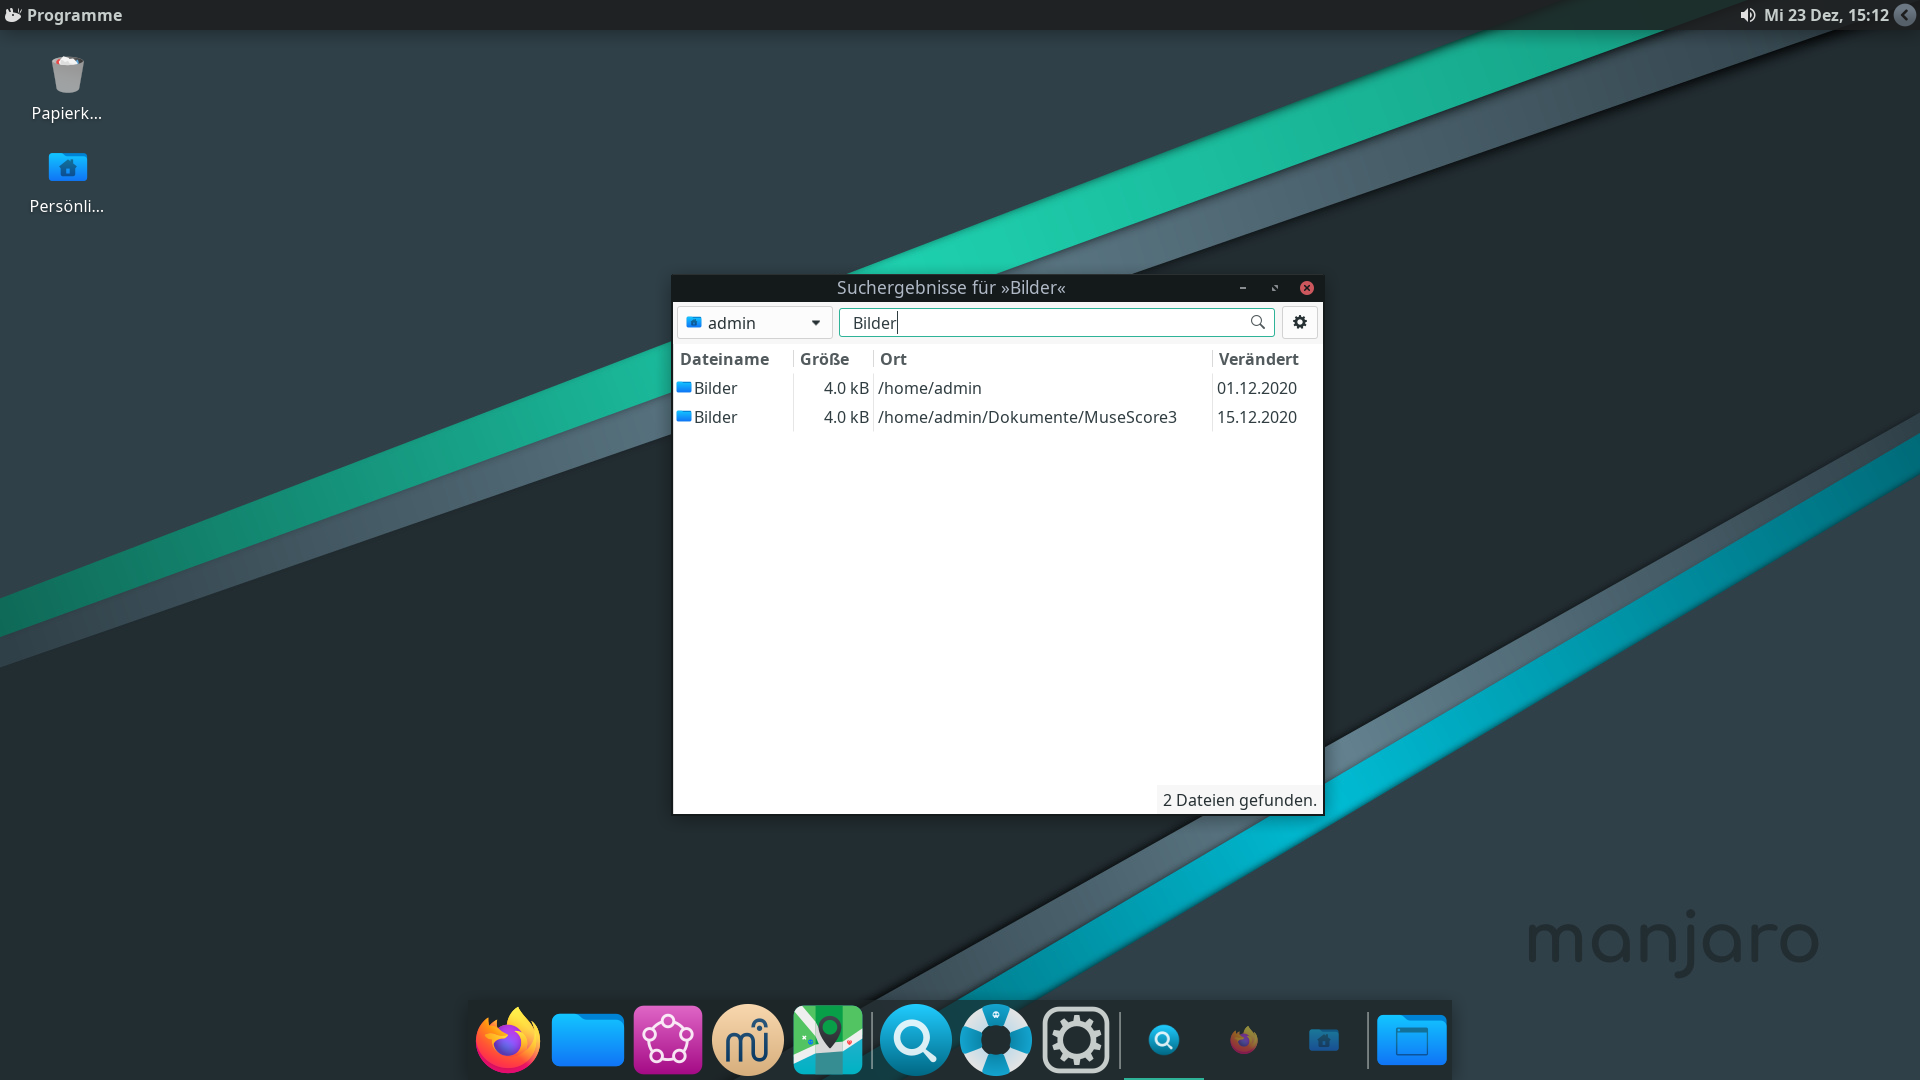 Programme
Mi 23 Dez, 15:12
Papierk...
Persönli...
Suchergebnisse für »Bilder«
admin
Bilder
Dateiname Größe Ort Verändert
Bilder 4.0 kB /home/admin 01.12.2020
Bilder 4.0 kB /home/admin/Dokumente/MuseScore3 15.12.2020
2 Dateien gefunden.
manjaro